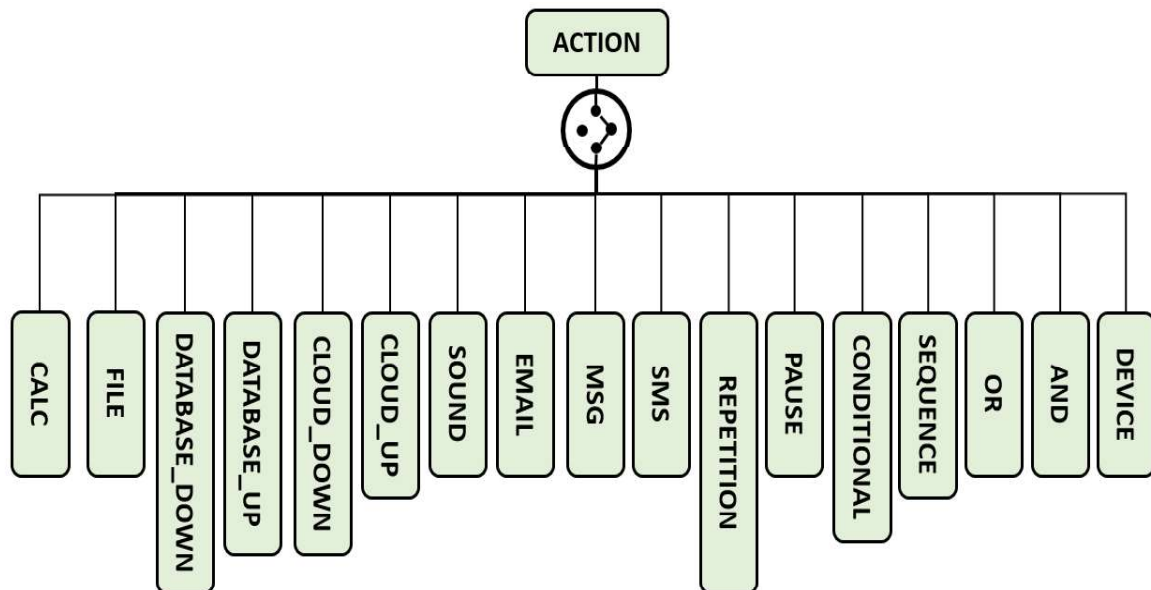 ACTION
CALC
FILE
DATABASE_DOWN
DATABASE_UP
CLOUD_DOWN
CLOUD_UP
SOUND
EMAIL
MSG
SMS
REPETITION
PAUSE
CONDITIONAL
SEQUENCE
OR
AND
DEVICE